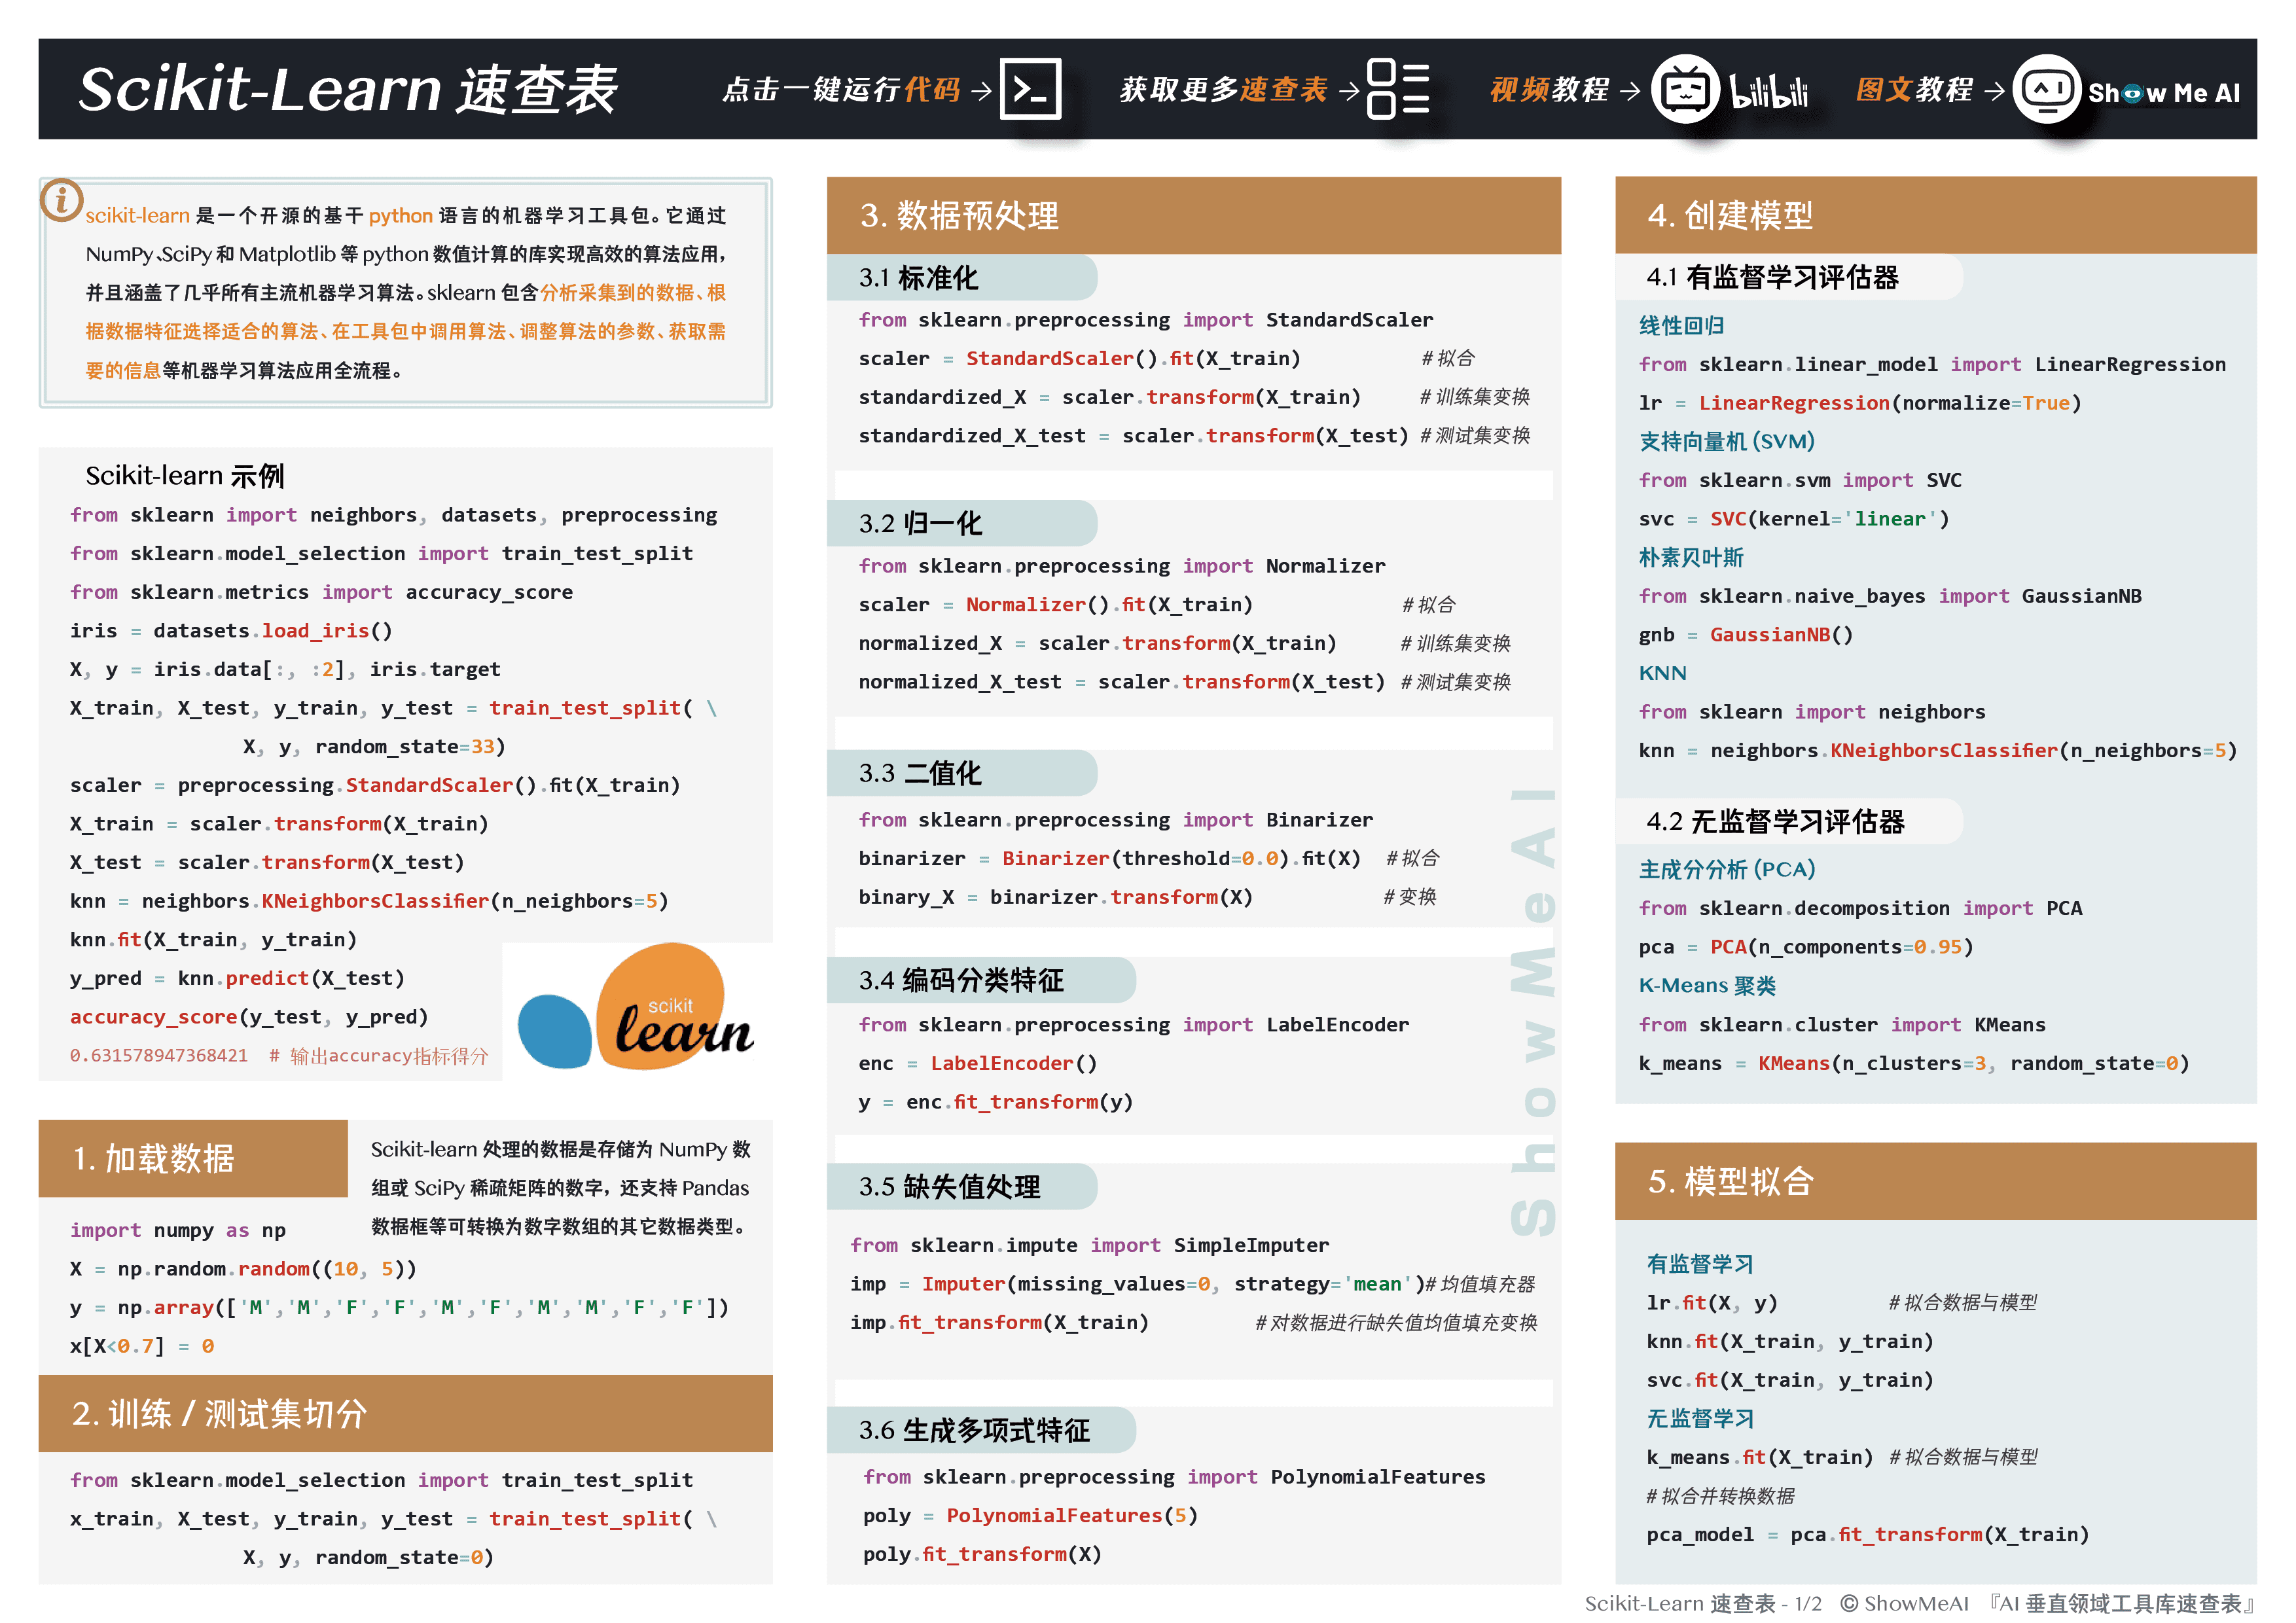 Scikit-Learn 速查表
点击一键运行代码 →
获取更多速查表 →
视频教程 → bilibili
图文教程 → Show Me AI
scikit-learn 是一个开源的基于 python 语言的机器学习工具包。它通过
NumPy、SciPy 和 Matplotlib 等 python 数值计算的库实现高效的算法应用，
并且涵盖了几乎所有主流机器学习算法。sklearn 包含分析采集到的数据、根
据数据特征选择适合的算法、在工具包中调用算法、调整算法的参数、获取需
要的信息等机器学习算法应用全流程。
Scikit-learn 示例
from sklearn import neighbors, datasets, preprocessing
from sklearn.model_selection import train_test_split
from sklearn.metrics import accuracy_score
iris = datasets.load_iris()
X, y = iris.data[:, :2], iris.target
X_train, X_test, y_train, y_test = train_test_split( \
X, y, random_state=33)
scaler = preprocessing.StandardScaler().fit(X_train)
X_train = scaler.transform(X_train)
X_test = scaler.transform(X_test)
knn = neighbors.KNeighborsClassifier(n_neighbors=5)
knn.fit(X_train, y_train)
y_pred = knn.predict(X_test)
accuracy_score(y_test, y_pred)
0.631578947368421 # 输出accuracy指标得分
scikit
learn
1. 加载数据
Scikit-learn 处理的数据是存储为 NumPy 数
组或 SciPy 稀疏矩阵的数字，还支持 Pandas
数据框等可转换为数字数组的其它数据类型。
import numpy as np
X = np.random.random((10, 5))
y = np.array(['M','M','F','F','M','F','M','M','F','F'])
x[X<0.7] = 0
2. 训练 / 测试集切分
from sklearn.model_selection import train_test_split
x_train, X_test, y_train, y_test = train_test_split( \
X, y, random_state=0)
3. 数据预处理
3.1 标准化
from sklearn.preprocessing import StandardScaler
scaler = StandardScaler().fit(X_train) # 拟合
standardized_X = scaler.transform(X_train) # 训练集变换
standardized_X_test = scaler.transform(X_test) # 测试集变换
3.2 归一化
from sklearn.preprocessing import Normalizer
scaler = Normalizer().fit(X_train) # 拟合
normalized_X = scaler.transform(X_train) # 训练集变换
normalized_X_test = scaler.transform(X_test) # 测试集变换
3.3 二值化
from sklearn.preprocessing import Binarizer
binarizer = Binarizer(threshold=0.0).fit(X) # 拟合
binary_X = binarizer.transform(X) # 变换
3.4 编码分类特征
from sklearn.preprocessing import LabelEncoder
enc = LabelEncoder()
y = enc.fit_transform(y)
3.5 缺失值处理
from sklearn.impute import SimpleImputer
imp = Imputer(missing_values=0, strategy='mean')# 均值填充器
imp.fit_transform(X_train) # 对数据进行缺失值均值填充变换
3.6 生成多项式特征
from sklearn.preprocessing import PolynomialFeatures
poly = PolynomialFeatures(5)
poly.fit_transform(X)
ShowMeAI
4. 创建模型
4.1 有监督学习评估器
线性回归
from sklearn.linear_model import LinearRegression
lr = LinearRegression(normalize=True)
支持向量机 (SVM)
from sklearn.svm import SVC
svc = SVC(kernel='linear')
朴素贝叶斯
from sklearn.naive_bayes import GaussianNB
gnb = GaussianNB()
KNN
from sklearn import neighbors
knn = neighbors.KNeighborsClassifier(n_neighbors=5)
4.2 无监督学习评估器
主成分分析 (PCA)
from sklearn.decomposition import PCA
pca = PCA(n_components=0.95)
K-Means 聚类
from sklearn.cluster import KMeans
k_means = KMeans(n_clusters=3, random_state=0)
5. 模型拟合
有监督学习
lr.fit(X, y) # 拟合数据与模型
knn.fit(X_train, y_train)
svc.fit(X_train, y_train)
无监督学习
k_means.fit(X_train) # 拟合数据与模型
# 拟合并转换数据
pca_model = pca.fit_transform(X_train)
Scikit-Learn 速查表 - 1/2 © ShowMeAI 『AI 垂直领域工具库速查表』